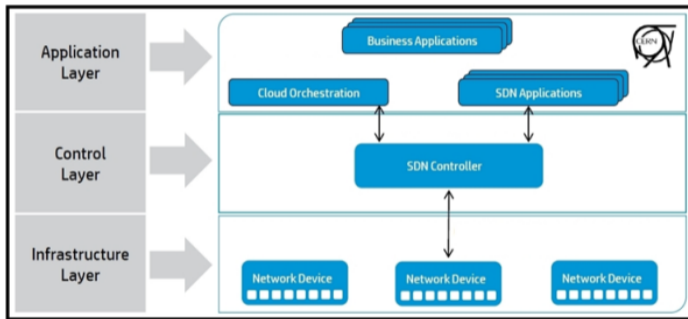 Application
Layer
Business Applications
CERN
Cloud Orchestration
SDN Applications
Control
Layer
SDN Controller
Infrastructure
Layer
Network Device
Network Device
Network Device